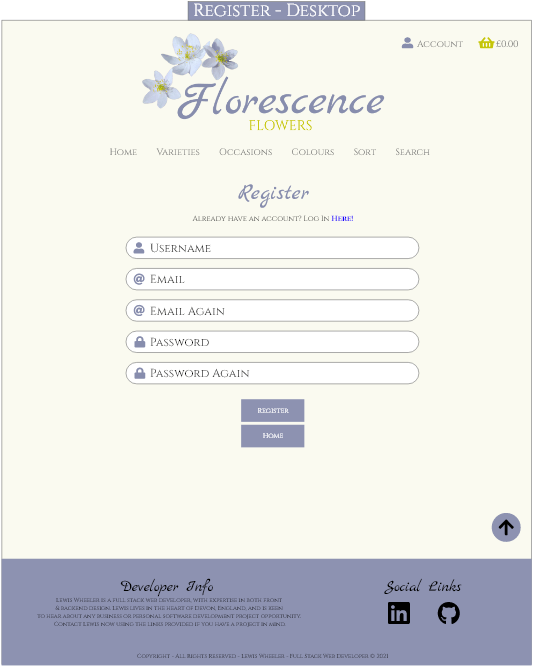 Register - Desktop
Account £0.00
Florescence
FLOWERS
Home Varieties Occasions Colours Sort Search
Register
Already have an account? Log In Here!
Username
Email
Email Again
Password
Password Again
Register
Home
Developer Info Social Links
Lewis Wheeler is a full stack web developer with expertise in both front
& backend design. Lewis lives in the heart of Devon, England, and is keen
to hear about any business or personal software development project opportunity.
Contact Lewis now using the links provided if you have a project in mind.
Copyright - All Rights Reserved - Lewis Wheeler - Full Stack Web Developer © 2021